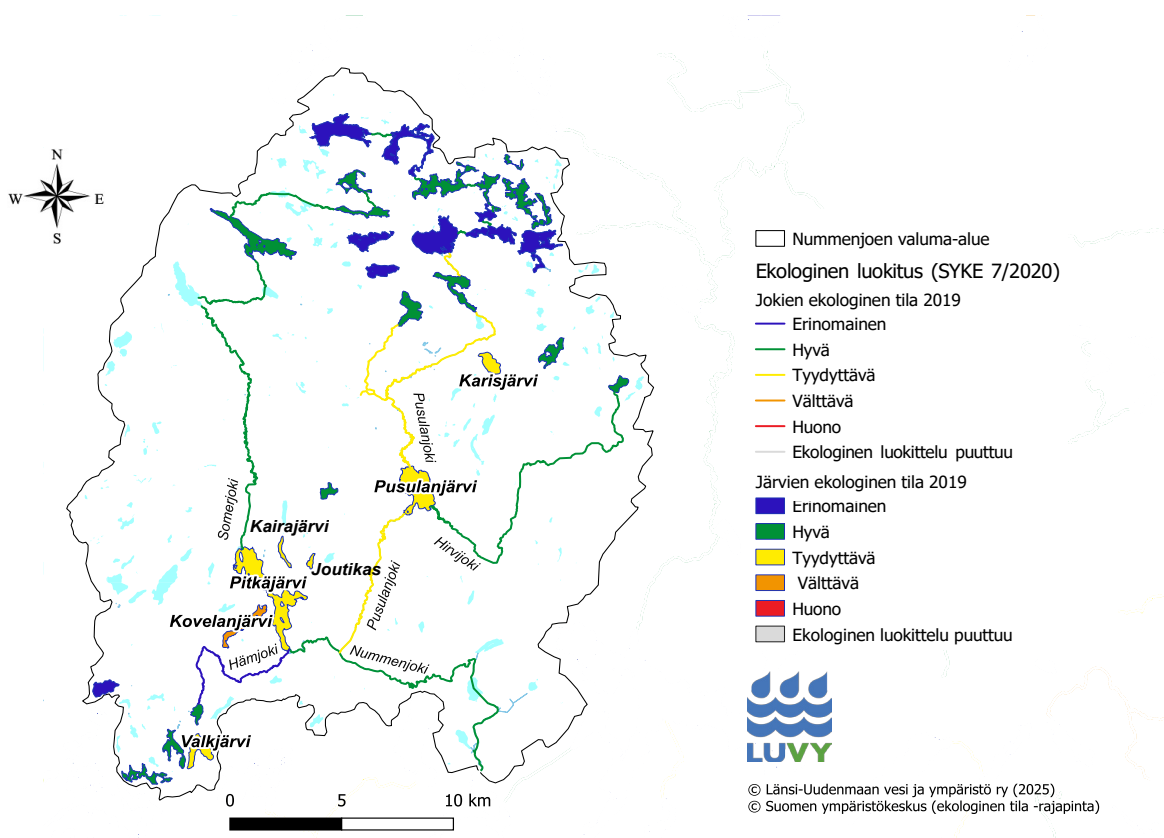 N
W
E
S
Karisjärvi
Pusulanjoki
Pusulanjärvi
Somerjoki
Kairajärvi
Hirvijoki
Joutikas
Pitkäjärvi
Pusulanjoki
Kovelanjärvi
Hämjoki
Nummenjoki
Valkjärvi
0 5 10 km
Nummenjoen valuma-alue
Ekologinen luokitus (SYKE 7/2020)
Jokien ekologinen tila 2019
Erinomainen
Hyvä
Tyydyttävä
Välttävä
Huono
Ekologinen luokittelu puuttuu
Järvien ekologinen tila 2019
Erinomainen
Hyvä
Tyydyttävä
Välttävä
Huono
Ekologinen luokittelu puuttuu
LUVY
© Länsi-Uudenmaan vesi ja ympäristö ry (2025)
© Suomen ympäristökeskus (ekologinen tila -rajapinta)